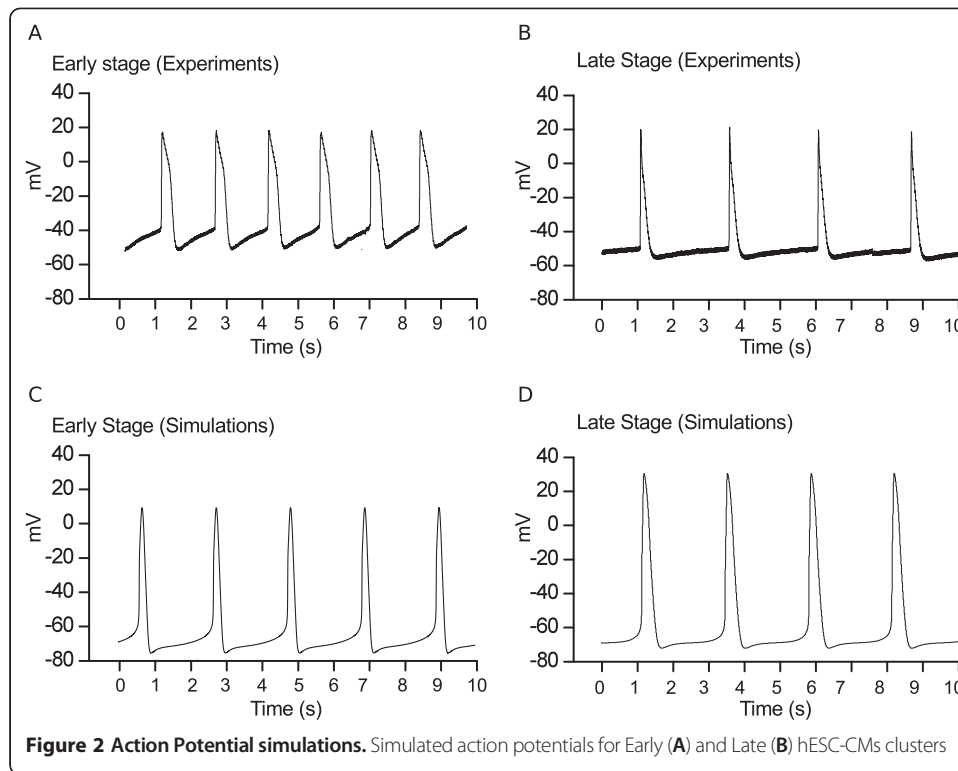 A
Early stage (Experiments)
40
20
0
-20
-40
-60
-80
mV
0 1 2 3 4 5 6 7 8 9 10
Time (s)
B
Late Stage (Experiments)
40
20
0
-20
-40
-60
-80
mV
0 1 2 3 4 5 6 7 8 9 10
Time (s)
C
Early Stage (Simulations)
40
20
0
-20
-40
-60
-80
mV
0 1 2 3 4 5 6 7 8 9 10
Time (s)
D
Late Stage (Simulations)
40
20
0
-20
-40
-60
-80
mV
0 1 2 3 4 5 6 7 8 9 10
Time (s)
Figure 2 Action Potential simulations. Simulated action potentials for Early (A) and Late (B) hESC-CMs clusters